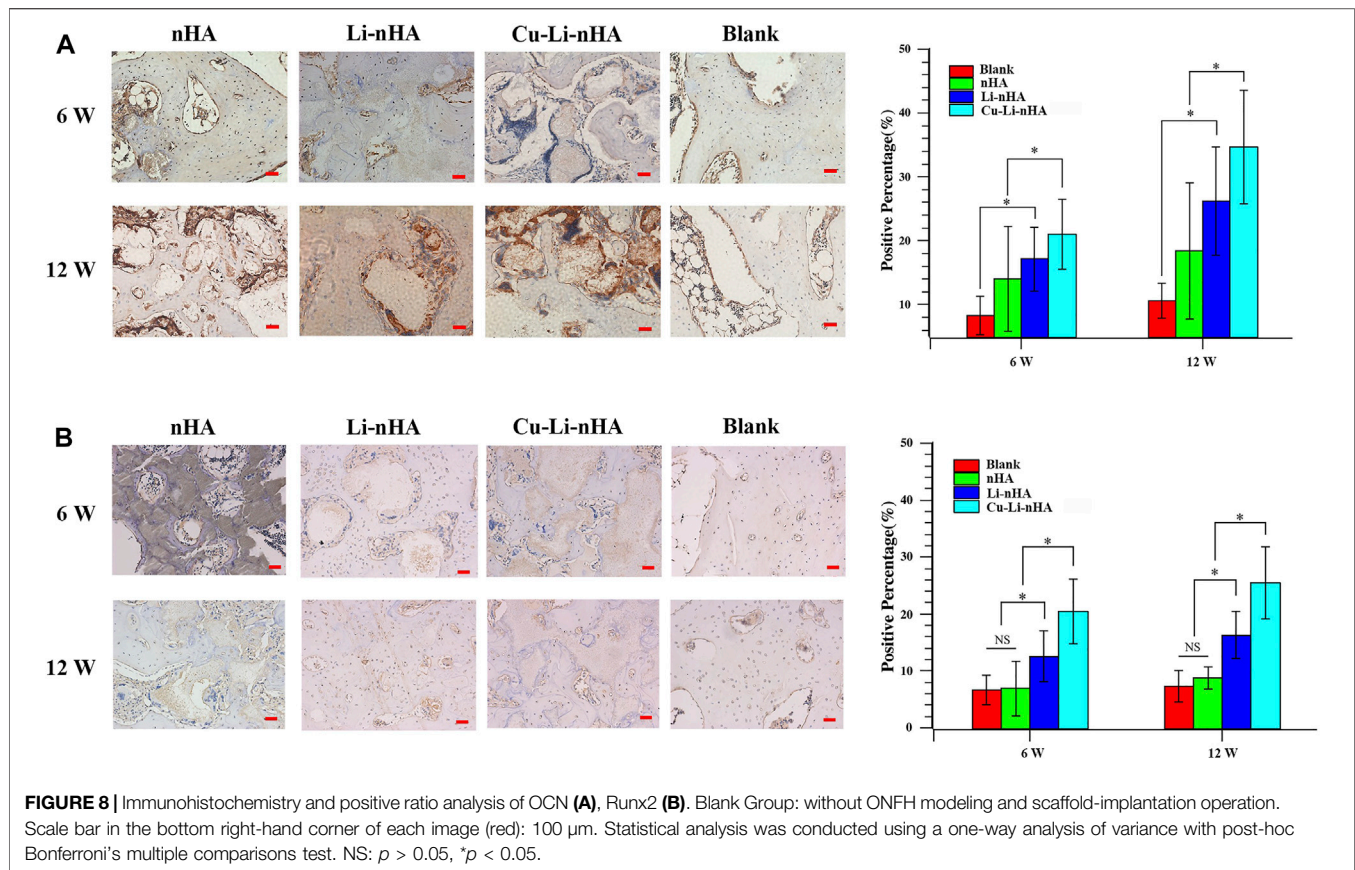 A
nHA
Li-nHA
Cu-Li-nHA
Blank
6 W
12 W
50
40
30
20
10
Positive Percentage(%)
Blank
nHA
Li-nHA
Cu-Li-nHA
*
*
*
*
6 W
12 W
B
nHA
Li-nHA
Cu-Li-nHA
Blank
6 W
12 W
50
40
30
20
10
0
Positive Percentage(%)
Blank
nHA
Li-nHA
Cu-Li-nHA
NS
*
*
NS
*
*
6 W
12 W
FIGURE 8 | Immunohistochemistry and positive ratio analysis of OCN (A), Runx2 (B). Blank Group: without ONFH modeling and scaffold-implantation operation.
Scale bar in the bottom right-hand corner of each image (red): 100 µm. Statistical analysis was conducted using a one-way analysis of variance with post-hoc
Bonferroni’s multiple comparisons test. NS: p > 0.05, *p < 0.05.